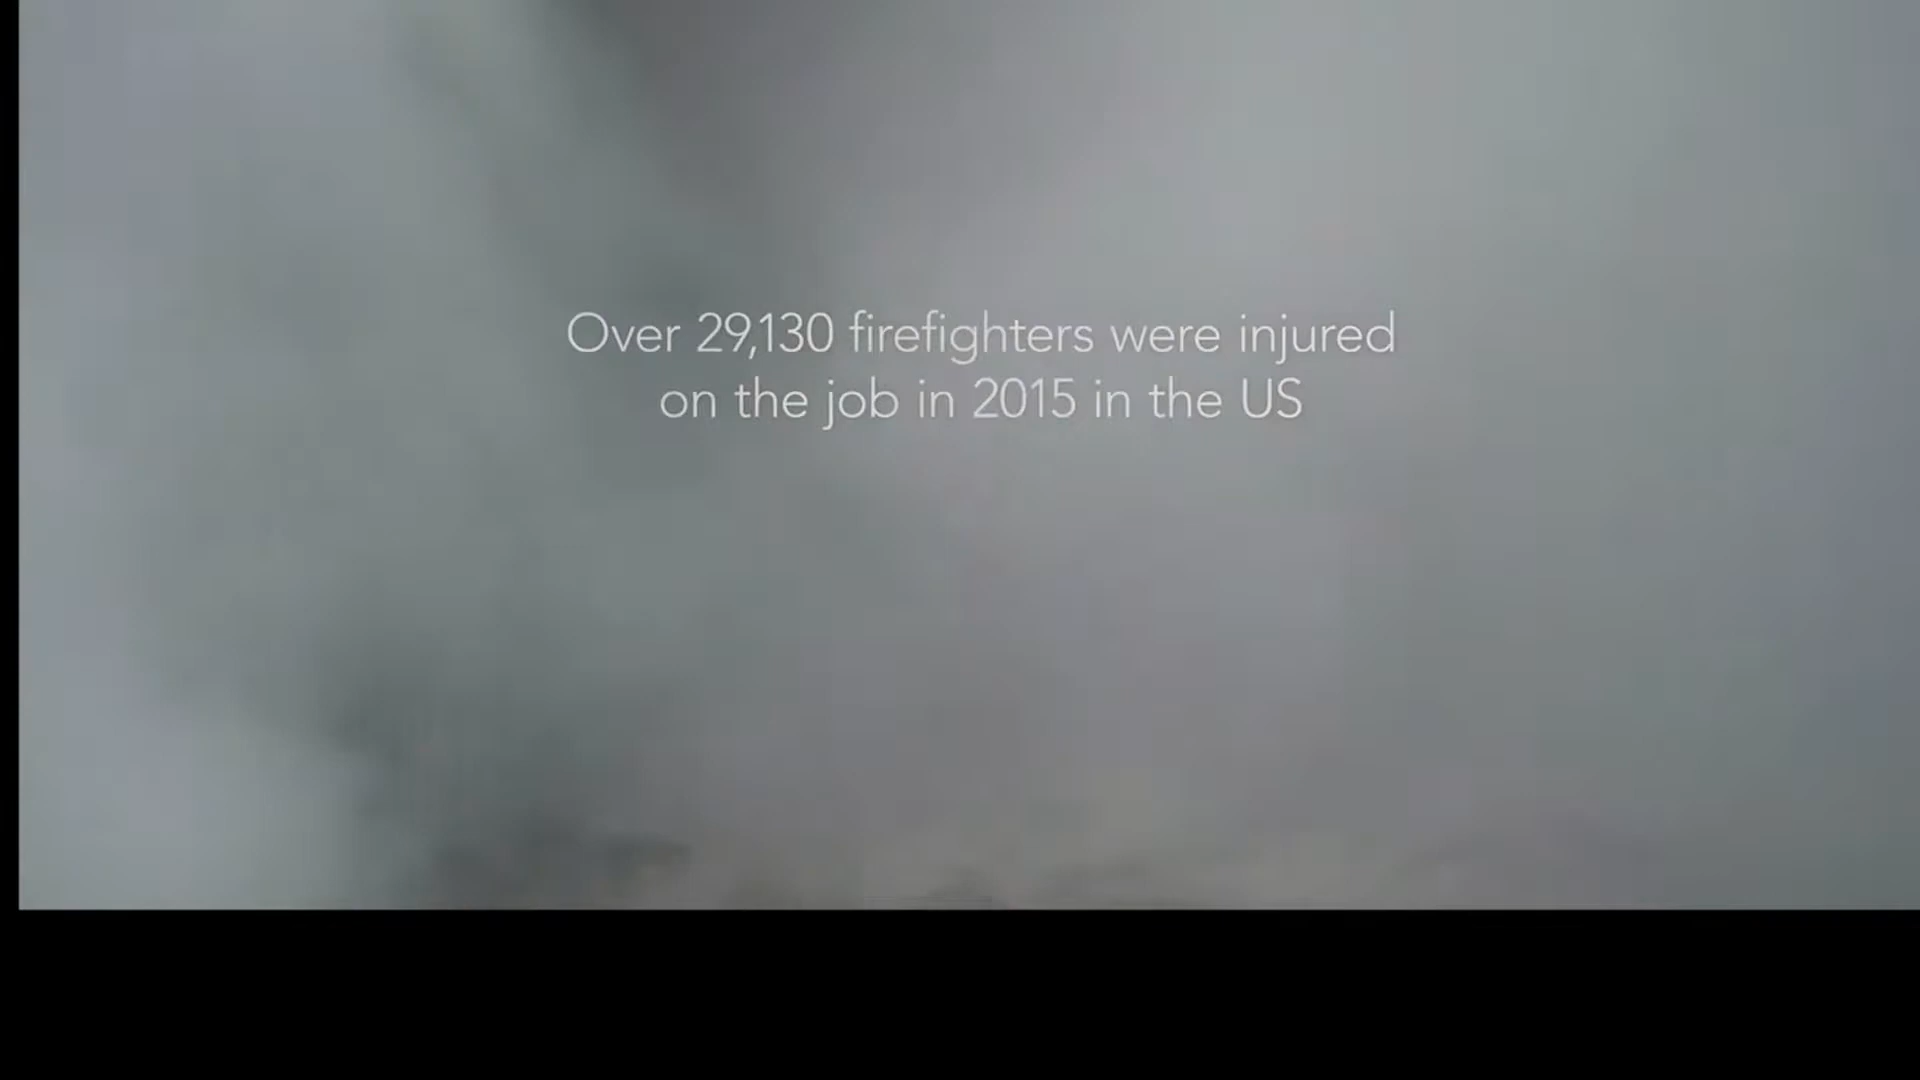 Over 29,130 firefighters were injured
on the job in 2015 in the US